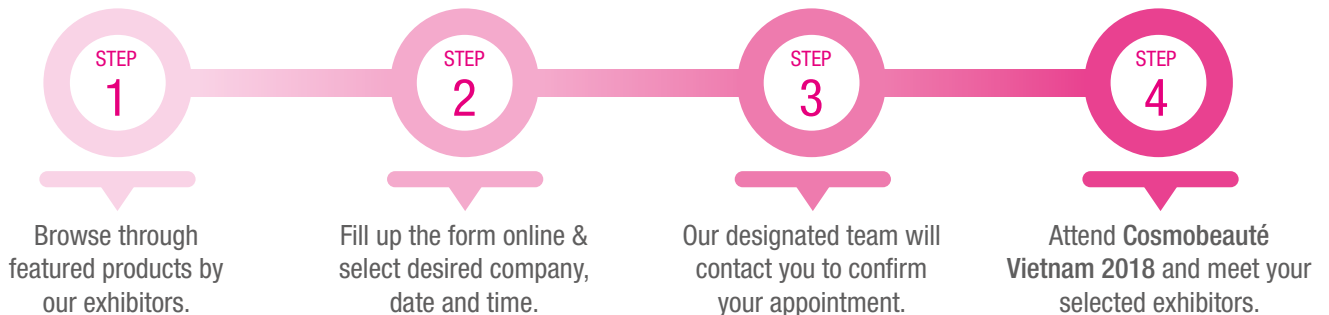 STEP
1
STEP
2
STEP
3
STEP
4
Browse through
featured products by
our exhibitors.
Fill up the form online &
select desired company,
date and time.
Our designated team will
contact you to confirm
your appointment.
Attend Cosmobeauté
Vietnam 2018 and meet your
selected exhibitors.